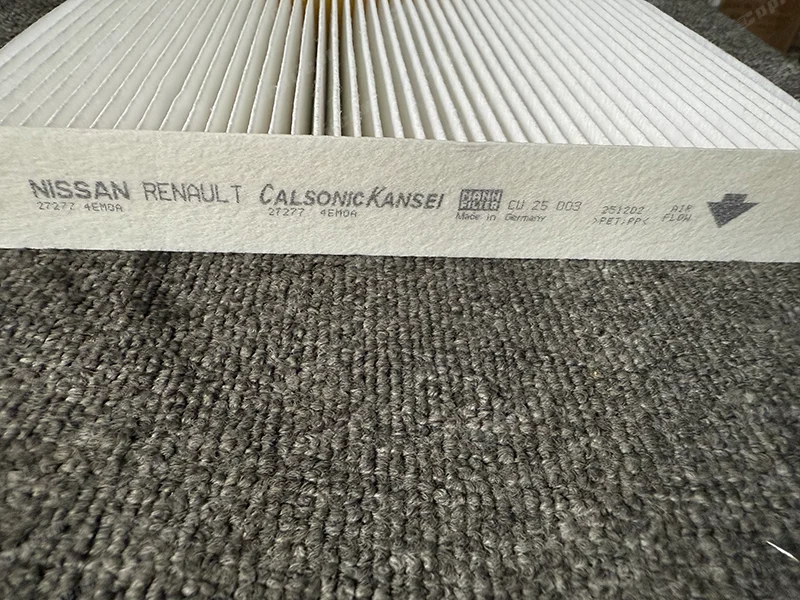 NISSAN RENAULT CALSONICKANSEI MANN FILTER CU 25 003 251202 AIR FLOW
27277 4EM0A 27277 4EM0A Made in Germany >PET;PP<